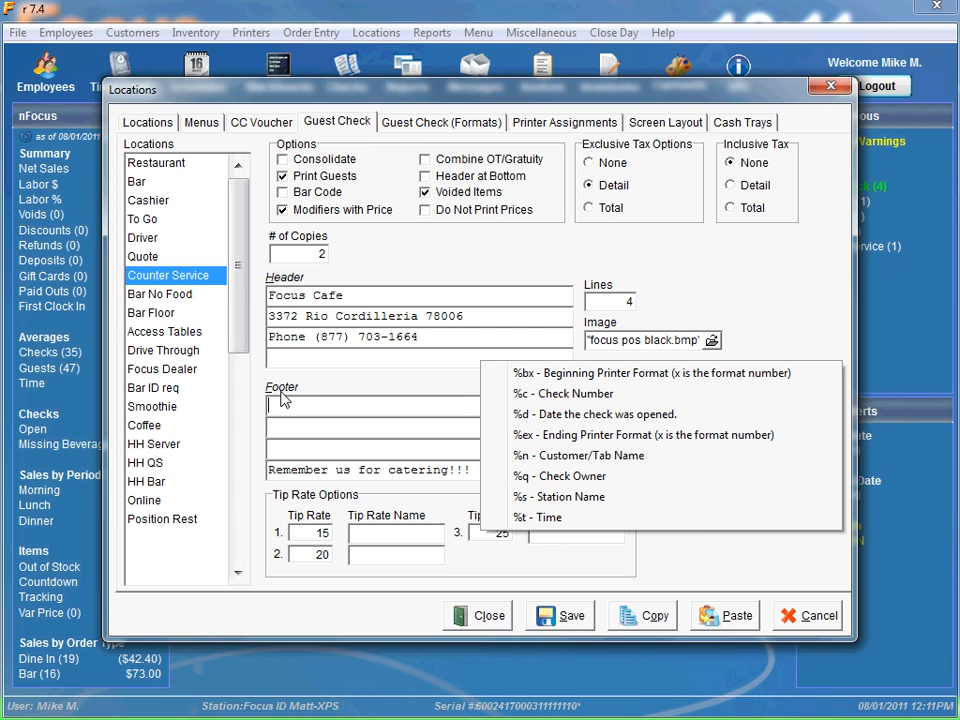 r 7.4
File Employees Customers Inventory Printers Order Entry Locations Reports Menu Miscellaneous Close Day Help
16
Welcome Mike M.
Employees
Logout
Locations
nFocus
as of 08/01/2011
Summary
Net Sales
Labor $
Labor %
Voids (0)
Discounts (0)
Refunds (0)
Deposits (0)
Gift Cards (0)
Paid Outs (0)
First Clock In
Averages
Checks (35)
Guests (47)
Time
Checks
Open
Missing Bevera
Sales by Period
Morning
Lunch
Dinner
Items
Out of Stock
Countdown
Tracking
Var Price (0)
Sales by Order Type
Dine In (19) ($42.40)
Bar (16) $73.00
Locations Menus CC Voucher Guest Check Guest Check (Formats) Printer Assignments Screen Layout Cash Trays
Locations
Restaurant
Bar
Cashier
To Go
Driver
Quote
Counter Service
Bar No Food
Bar Floor
Access Tables
Drive Through
Focus Dealer
Bar ID req
Smoothie
Coffee
HH Server
HH QS
HH Bar
Online
Position Rest
Options
Consolidate Combine OT/Gratuity
Print Guests Header at Bottom
Bar Code Voided Items
Modifiers with Price Do Not Print Prices
Exclusive Tax Options
None
Detail
Total
Inclusive Tax
None
Detail
Total
# of Copies
2
Header
Focus Cafe
3372 Rio Cordilleria 78006
Phone (877) 703-1664
Lines
4
Image
"focus pos black.bmp"
Footer
Remember us for catering!!!
%bx - Beginning Printer Format (x is the format number)
%c - Check Number
%d - Date the check was opened.
%ex - Ending Printer Format (x is the format number)
%n - Customer/Tab Name
%q - Check Owner
%s - Station Name
%t - Time
Tip Rate Options
Tip Rate Tip Rate Name
1. 15 3. 25
2. 20
Close Save Copy Paste Cancel
Warnings
(4)
(1)
ervice (1)
User: Mike M. Station:Focus ID Matt-XPS 08/01/2011 12:11PM